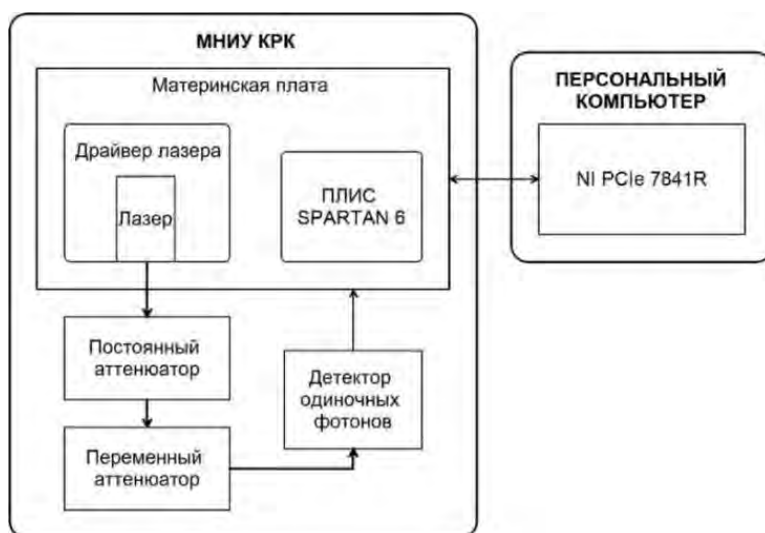 МНИУ КРК
Материнская плата
Драйвер лазера
Лазер
ПЛИС
SPARTAN 6
ПЕРСОНАЛЬНЫЙ
КОМПЬЮТЕР
NI PCIe 7841R
Постоянный
аттенюатор
Детектор
одиночных
фотонов
Переменный
аттенюатор